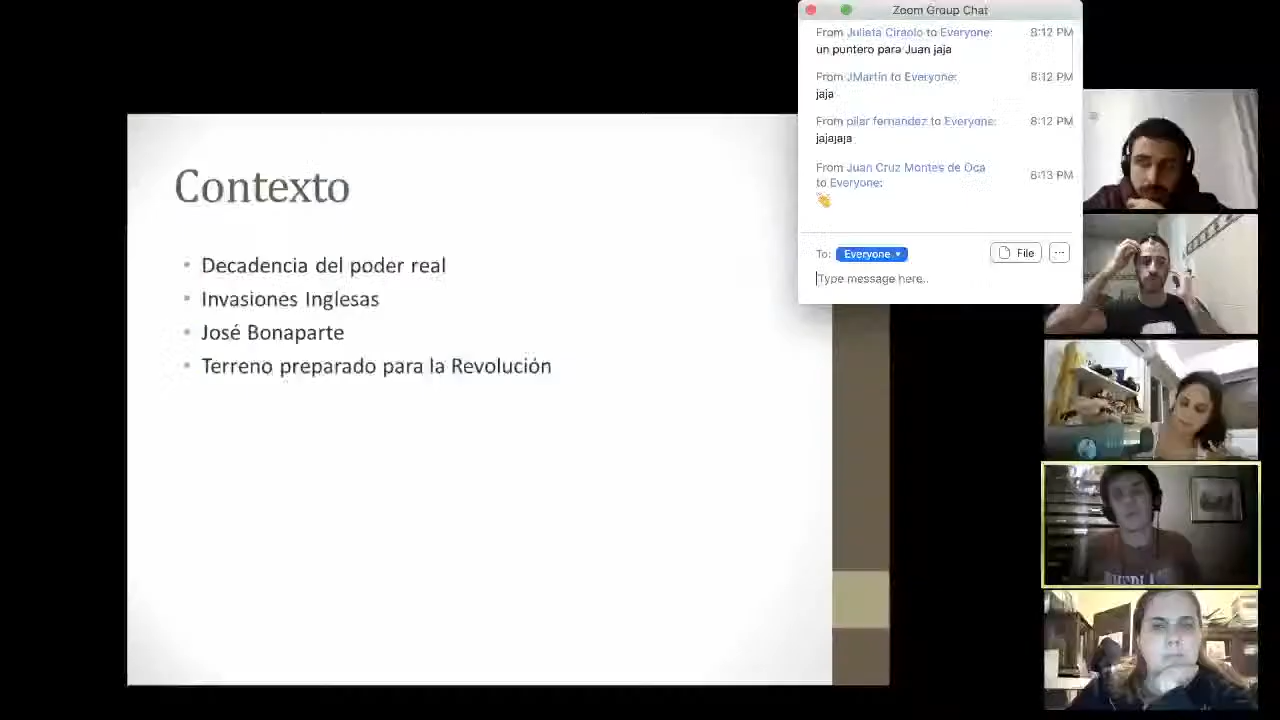 Zoom Group Chat
From Julieta Ciraolo to Everyone: 8:12 PM
un puntero para Juan jaja
From JMartin to Everyone: 8:12 PM
jaja
From pilar fernandez to Everyone: 8:12 PM
jajajaja
From Juan Cruz Montes de Oca
to Everyone: 8:13 PM
To: Everyone File
Type message here..
Contexto
• Decadencia del poder real
• Invasiones Inglesas
• José Bonaparte
• Terreno preparado para la Revolución